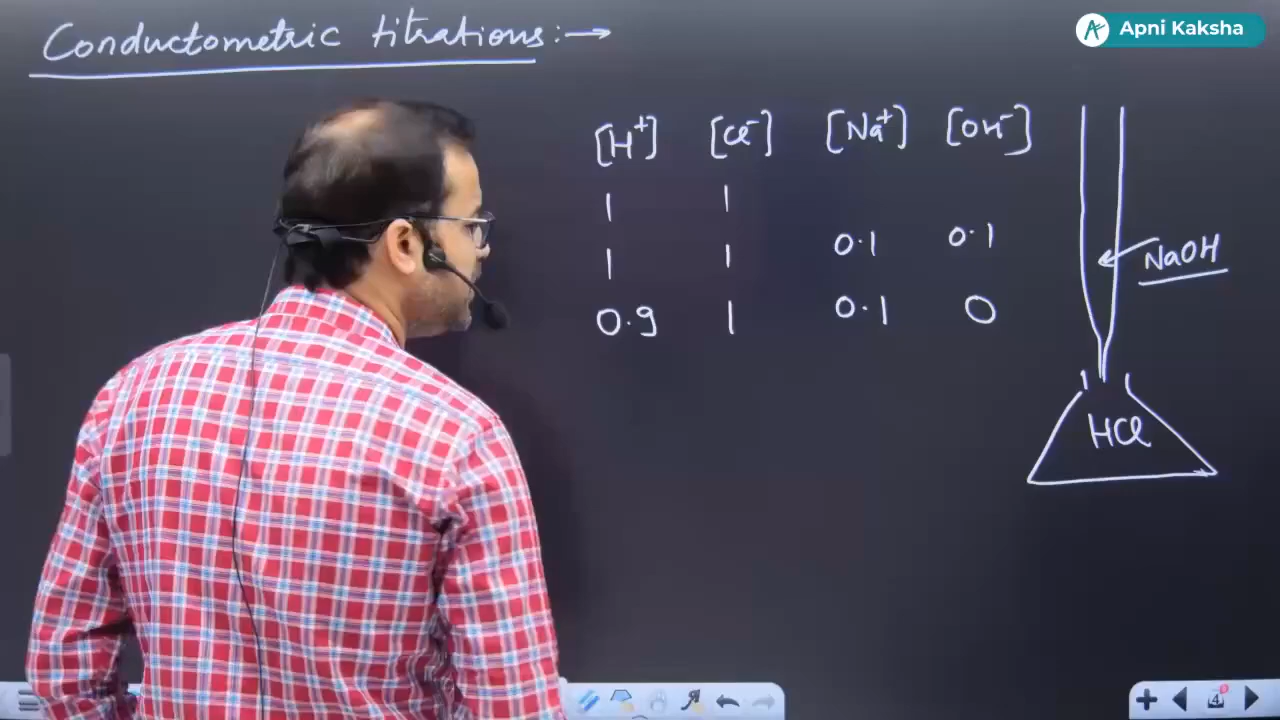 Conductometric titrations :→
Apni Kaksha
[H⁺] [Cl⁻] [Na⁺] [OH⁻]
1 1
1 1 0.1 0.1
0.9 1 0.1 0
NaOH
HCl
4